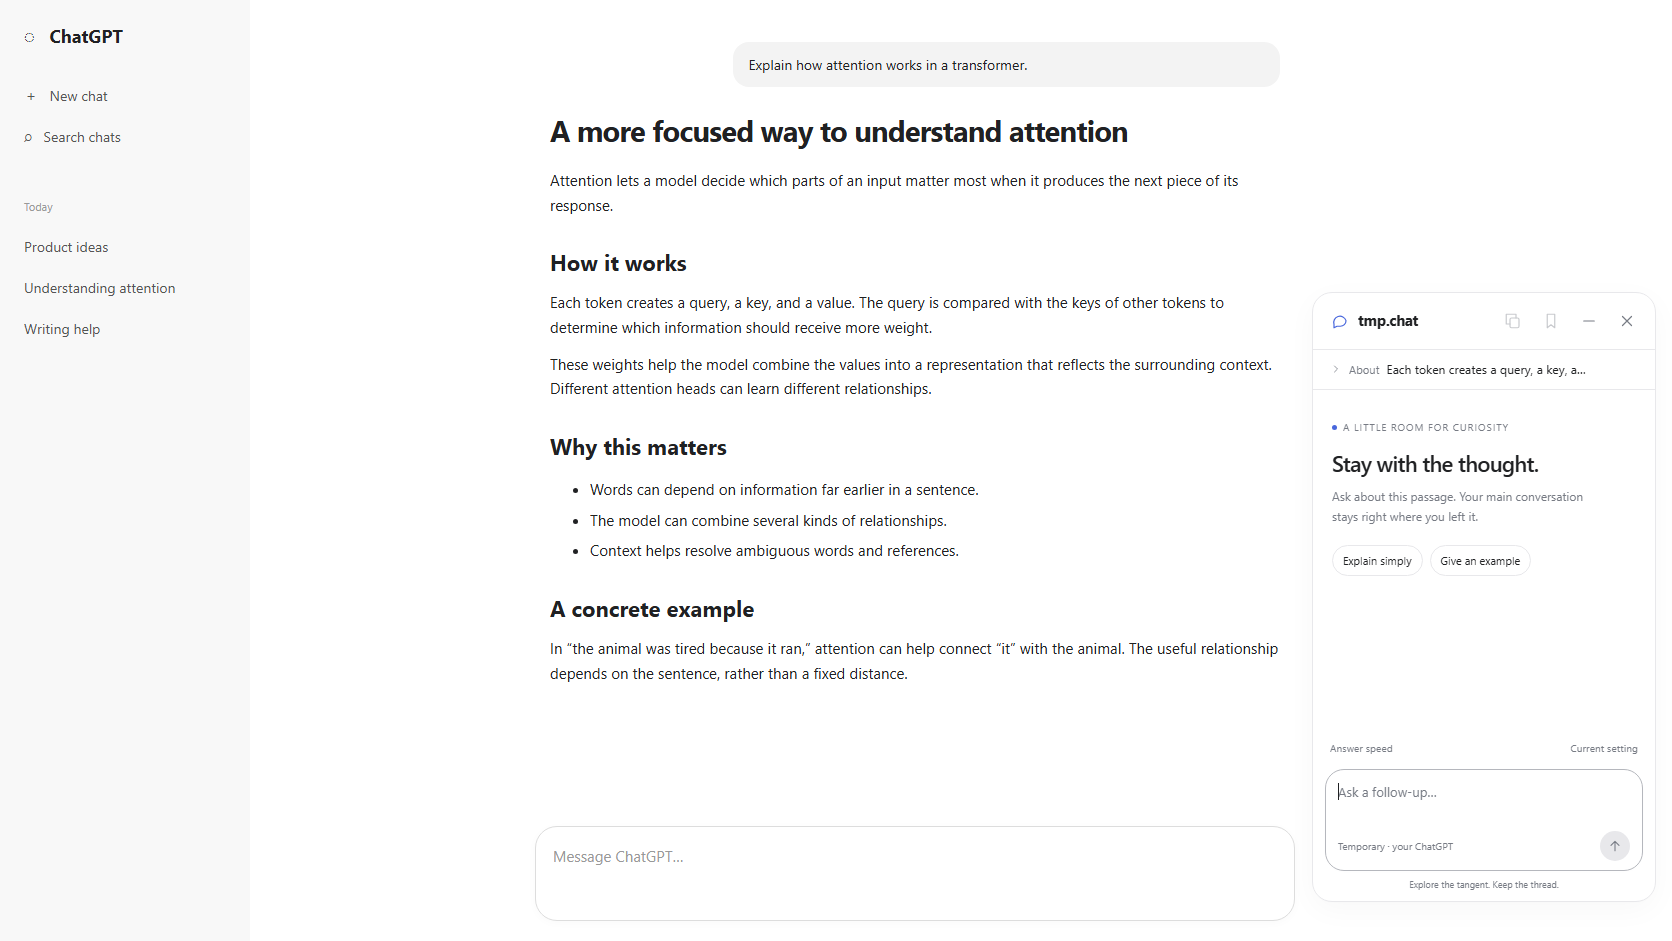 ChatGPT
+ New chat
Search chats
Today
Product ideas
Understanding attention
Writing help
Explain how attention works in a transformer.
A more focused way to understand attention
Attention lets a model decide which parts of an input matter most when it produces the next piece of its
response.
How it works
Each token creates a query, a key, and a value. The query is compared with the keys of other tokens to
determine which information should receive more weight.
These weights help the model combine the values into a representation that reflects the surrounding context.
Different attention heads can learn different relationships.
Why this matters
• Words can depend on information far earlier in a sentence.
• The model can combine several kinds of relationships.
• Context helps resolve ambiguous words and references.
A concrete example
In “the animal was tired because it ran,” attention can help connect “it” with the animal. The useful relationship
depends on the sentence, rather than a fixed distance.
Message ChatGPT...
tmp.chat
About Each token creates a query, a key, a...
A LITTLE ROOM FOR CURIOSITY
Stay with the thought.
Ask about this passage. Your main conversation
stays right where you left it.
Explain simply
Give an example
Answer speed
Current setting
Ask a follow-up...
Temporary · your ChatGPT
Explore the tangent. Keep the thread.